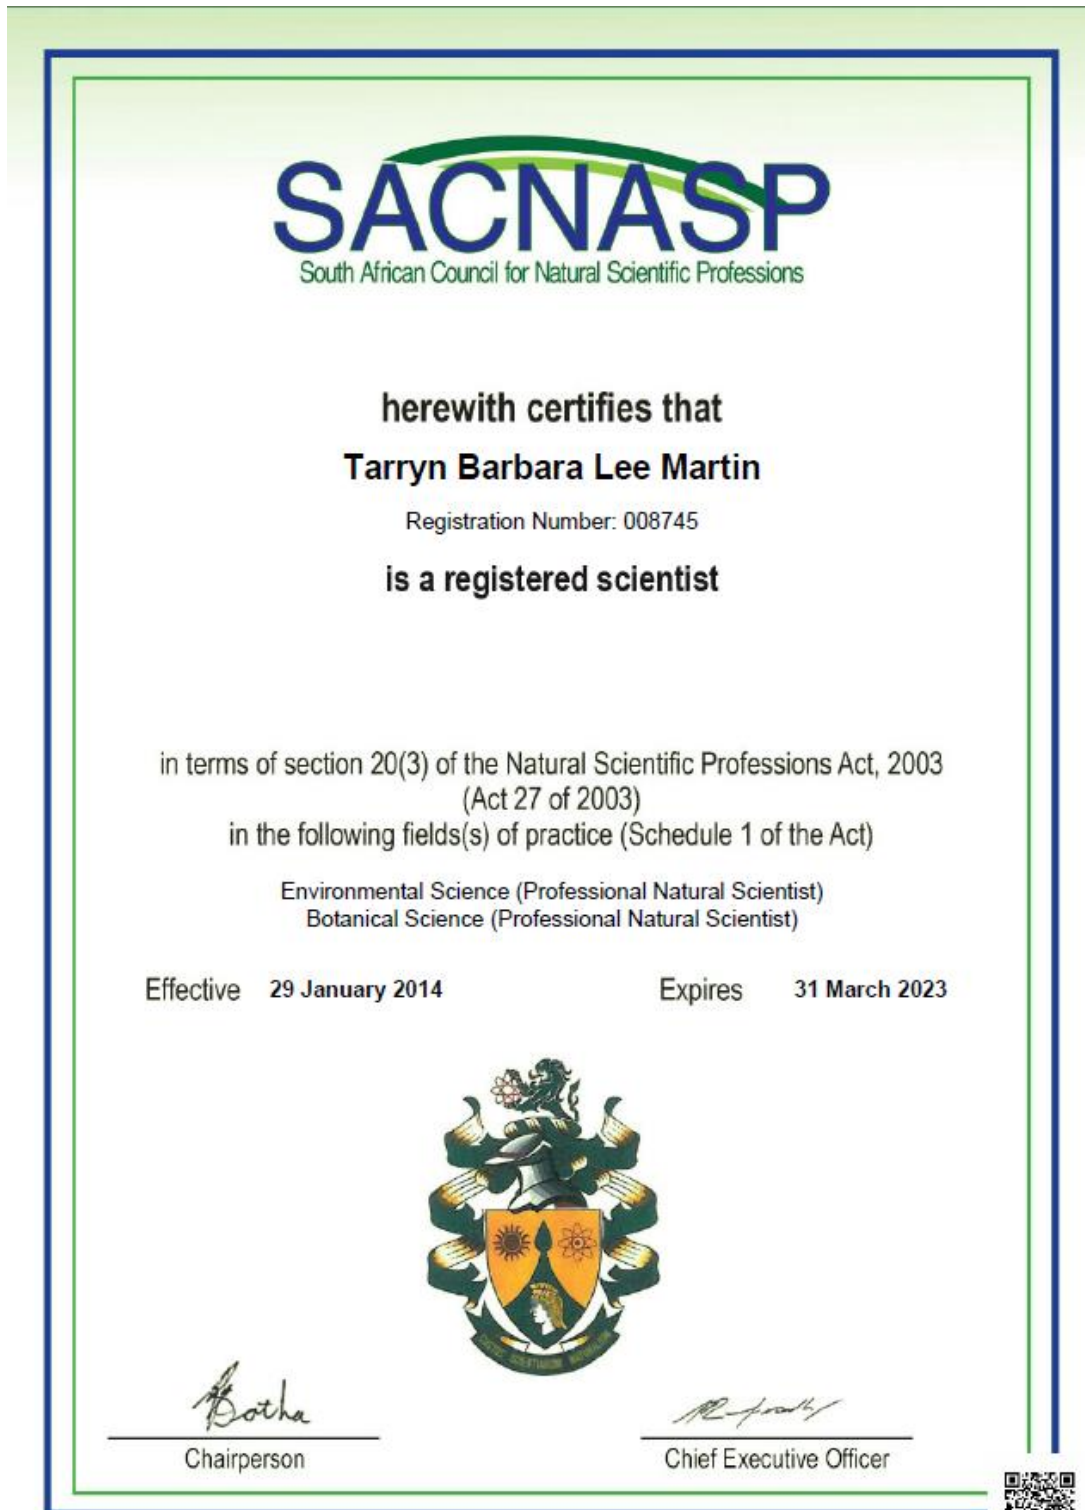 SACNASP
South African Council for Natural Scientific Professions
herewith certifies that
Tarryn Barbara Lee Martin
Registration Number: 008745
is a registered scientist
in terms of section 20(3) of the Natural Scientific Professions Act, 2003
(Act 27 of 2003)
in the following fields(s) of practice (Schedule 1 of the Act)
Environmental Science (Professional Natural Scientist)
Botanical Science (Professional Natural Scientist)
Effective 29 January 2014 Expires 31 March 2023
Botha
Chairperson
Chief Executive Officer